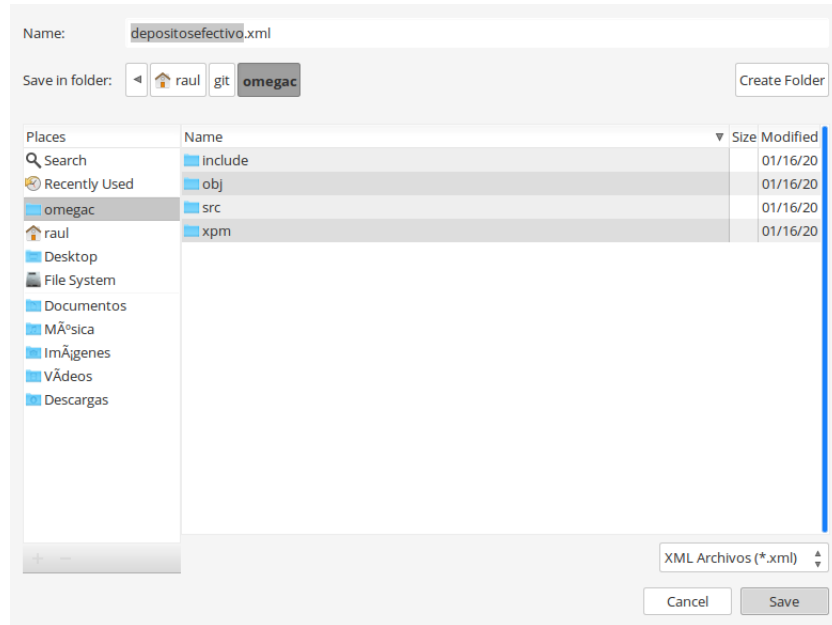 Name: depositosefectivo.xml
Save in folder: raul git omegac Create Folder
Places
Search
Recently Used
omegac
raul
Desktop
File System
Documentos
MÃºsica
ImÃ¡genes
VÃdeos
Descargas
Name Size Modified
include 01/16/20
obj 01/16/20
src 01/16/20
xpm 01/16/20
XML Archivos (*.xml)
Cancel Save